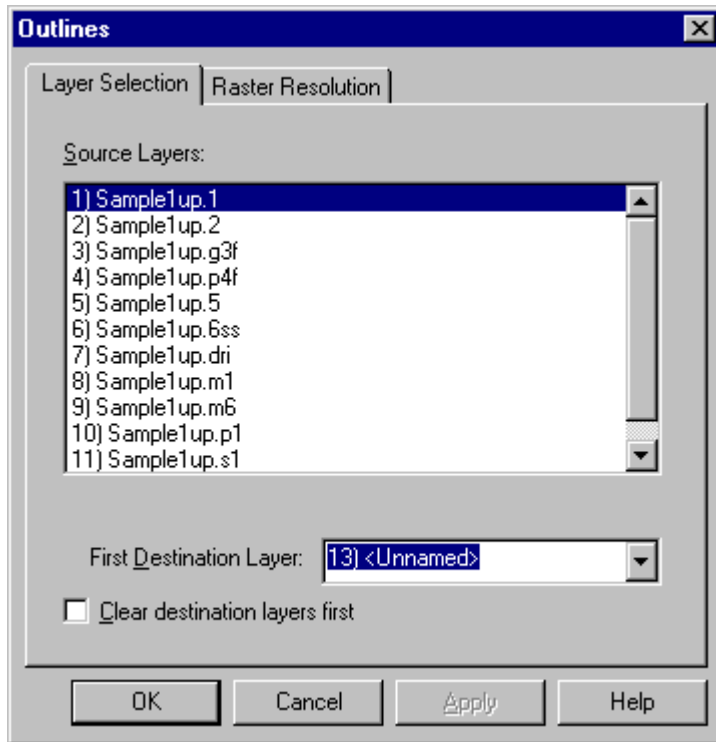 Outlines
Layer Selection
Raster Resolution
Source Layers:
1) Sample1up.1
2) Sample1up.2
3) Sample1up.g3f
4) Sample1up.p4f
5) Sample1up.5
6) Sample1up.6ss
7) Sample1up.dri
8) Sample1up.m1
9) Sample1up.m6
10) Sample1up.p1
11) Sample1up.s1
First Destination Layer: 13) <Unnamed>
Clear destination layers first
OK Cancel Apply Help